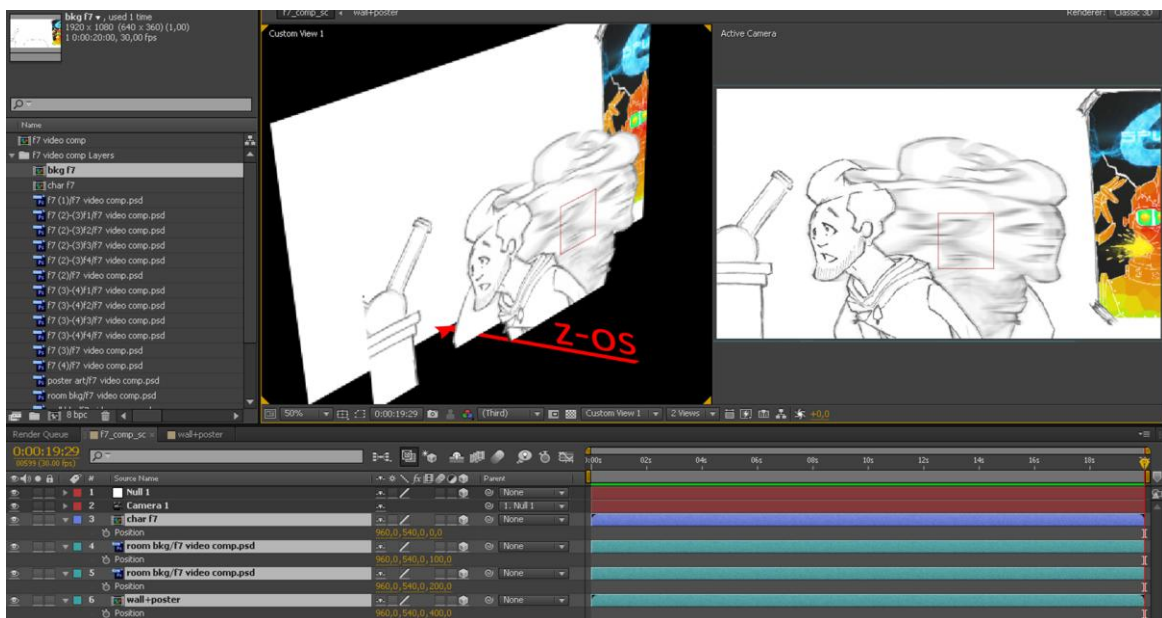 bkg f7 ▾ , used 1 time
1920 x 1080 (640 x 360) (1,00)
1 0:00:20:00, 30,00 fps
Name
f7 video comp
f7 video comp Layers
bkg f7
char f7
f7 (1)/f7 video comp.psd
f7 (2)-(3)f1/f7 video comp.psd
f7 (2)-(3)f2/f7 video comp.psd
f7 (2)-(3)f3/f7 video comp.psd
f7 (2)-(3)f4/f7 video comp.psd
f7 (2)/f7 video comp.psd
f7 (3)-(4)f1/f7 video comp.psd
f7 (3)-(4)f2/f7 video comp.psd
f7 (3)-(4)f3/f7 video comp.psd
f7 (3)-(4)f4/f7 video comp.psd
f7 (3)/f7 video comp.psd
f7 (4)/f7 video comp.psd
poster art/f7 video comp.psd
room bkg/f7 video comp.psd
8 bpc
f7_comp_sc wall+poster
Renderer: Classic 3D
Custom View 1
Active Camera
Z-OS
50% 0:00:19:29 (Third) Custom View 1 2 Views +0,0
Render Queue f7_comp_sc × wall+poster
0:00:19:29
00599 (30.00 fps)
:00s 02s 04s 06s 08s 10s 12s 14s 16s 18s
# Source Name Parent
1 Null 1 None
2 Camera 1 1. Null 1
3 char f7 None
Position 960,0,540,0,0,0
4 room bkg/f7 video comp.psd None
Position 960,0,540,0,100,0
5 room bkg/f7 video comp.psd None
Position 960,0,540,0,200,0
6 wall+poster None
Position 960,0,540,0,400,0